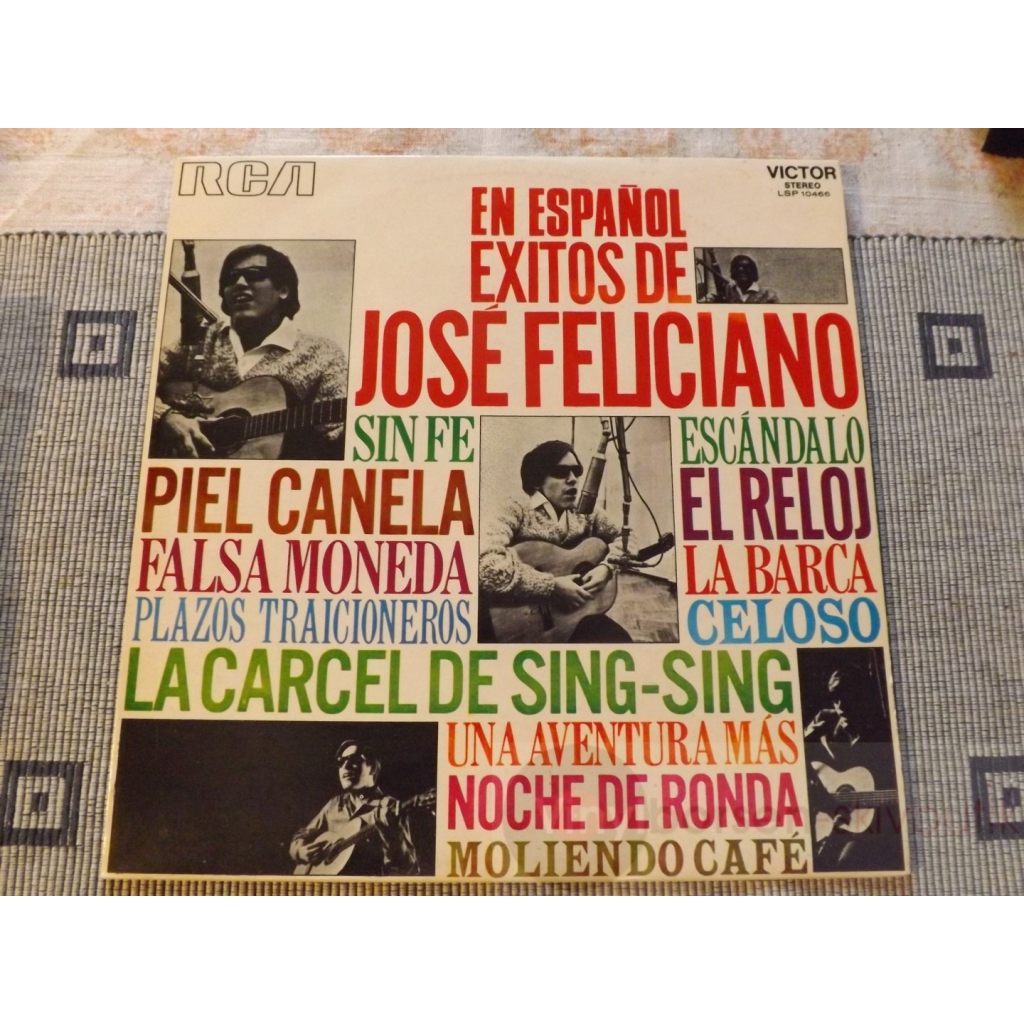 RCA
VICTOR
STEREO
LSP 10466
EN ESPAÑOL
EXITOS DE
JOSÉ FELICIANO
SIN FE
PIEL CANELA
FALSA MONEDA
PLAZOS TRAICIONEROS
ESCÁNDALO
EL RELOJ
LA BARCA
CELOSO
LA CARCEL DE SING-SING
UNA AVENTURA MÁS
NOCHE DE RONDA
MOLIENDO CAFÉ